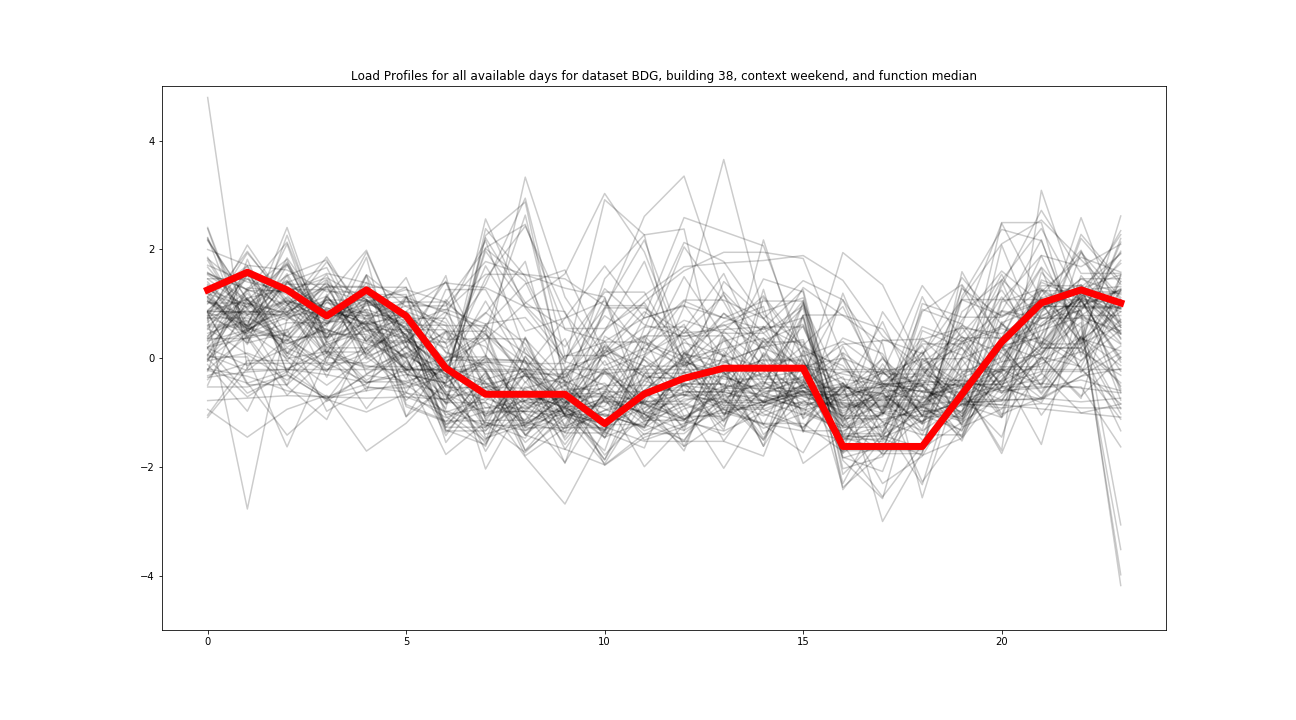 Load Profiles for all available days for dataset BDG, building 38, context weekend, and function median
4
2
0
−2
−4
0 5 10 15 20